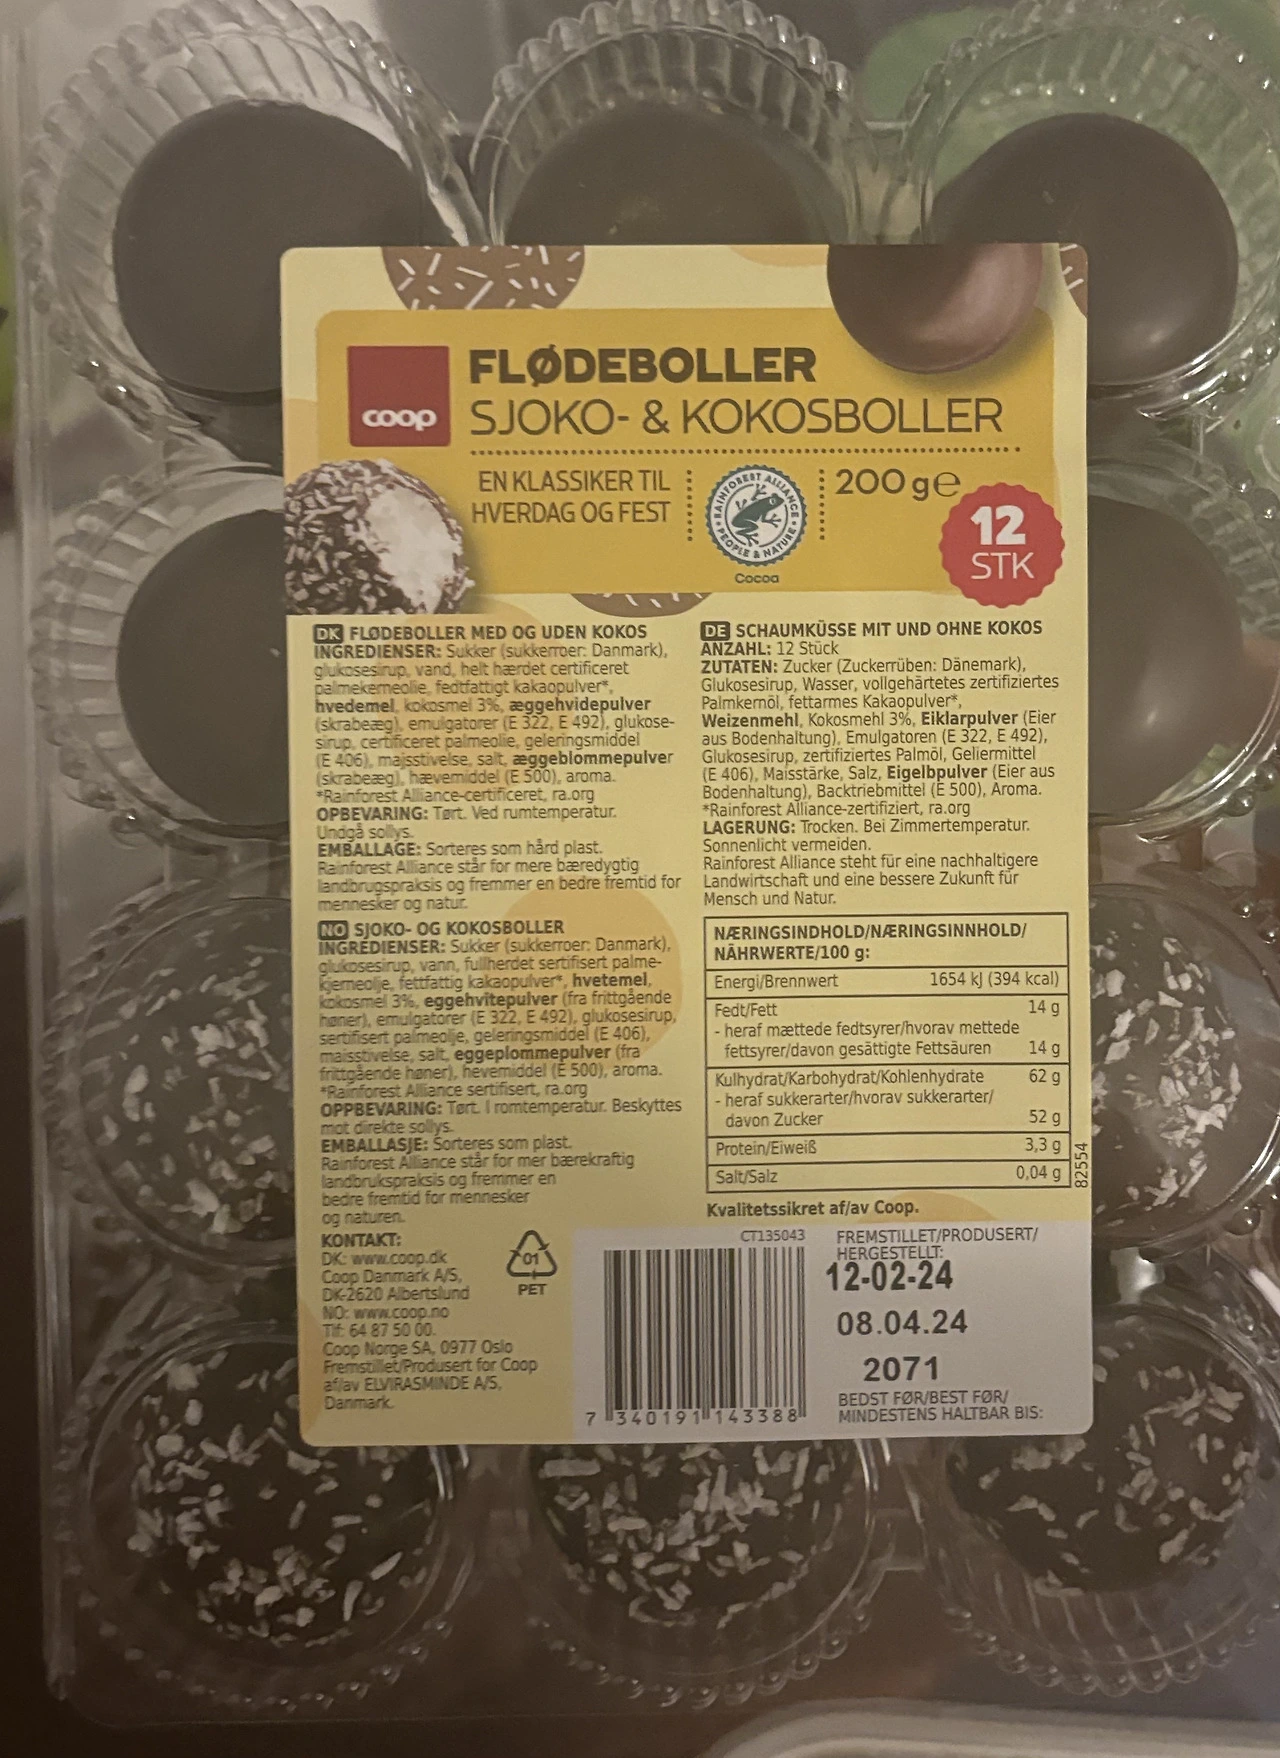 coop
FLØDEBOLLER
SJOKO- & KOKOSBOLLER
EN KLASSIKER TIL
HVERDAG OG FEST
RAINFOREST ALLIANCE
PEOPLE & NATURE
Cocoa
200 g e
12
STK
DK FLØDEBOLLER MED OG UDEN KOKOS
INGREDIENSER: Sukker (sukkerroer: Danmark),
glukosesirup, vand, helt hærdet certificeret
palmekerneolie, fedtfattigt kakaopulver*,
hvedemel, kokosmel 3%, æggehvidepulver
(skrabeæg), emulgatorer (E 322, E 492), glukose-
sirup, certificeret palmeolie, geleringsmiddel
(E 406), majsstivelse, salt, æggeblommepulver
(skrabeæg), hævemiddel (E 500), aroma.
*Rainforest Alliance-certificeret, ra.org
OPBEVARING: Tørt. Ved rumtemperatur.
Undgå sollys.
EMBALLAGE: Sorteres som hård plast.
Rainforest Alliance står for mere bæredygtig
landbrugspraksis og fremmer en bedre fremtid for
mennesker og natur.
NO SJOKO- OG KOKOSBOLLER
INGREDIENSER: Sukker (sukkerroer: Danmark),
glukosesirup, vann, fullherdet sertifisert palme-
kjerneolje, fettfattig kakaopulver*, hvetemel,
kokosmel 3%, eggehvitepulver (fra frittgående
høner), emulgatorer (E 322, E 492), glukosesirup,
sertifisert palmeolje, geleringsmiddel (E 406),
maisstivelse, salt, eggeplommepulver (fra
frittgående høner), hevemiddel (E 500), aroma.
*Rainforest Alliance sertifisert, ra.org
OPPBEVARING: Tørt. I romtemperatur. Beskyttes
mot direkte sollys.
EMBALLASJE: Sorteres som plast.
Rainforest Alliance står for mer bærekraftig
landbrukspraksis og fremmer en
bedre fremtid for mennesker
og naturen.
KONTAKT:
DK: www.coop.dk
Coop Danmark A/S,
DK-2620 Albertslund
NO: www.coop.no
Tlf: 64 87 50 00.
Coop Norge SA, 0977 Oslo
Fremstillet/Produsert for Coop
af/av ELVIRASMINDE A/S,
Danmark.
01
PET
DE SCHAUMKÜSSE MIT UND OHNE KOKOS
ANZAHL: 12 Stück
ZUTATEN: Zucker (Zuckerrüben: Dänemark),
Glukosesirup, Wasser, vollgehärtetes zertifiziertes
Palmkernöl, fettarmes Kakaopulver*,
Weizenmehl, Kokosmehl 3%, Eiklarpulver (Eier
aus Bodenhaltung), Emulgatoren (E 322, E 492),
Glukosesirup, zertifiziertes Palmöl, Geliermittel
(E 406), Maisstärke, Salz, Eigelbpulver (Eier aus
Bodenhaltung), Backtriebmittel (E 500), Aroma.
*Rainforest Alliance-zertifiziert, ra.org
LAGERUNG: Trocken. Bei Zimmertemperatur.
Sonnenlicht vermeiden.
Rainforest Alliance steht für eine nachhaltigere
Landwirtschaft und eine bessere Zukunft für
Mensch und Natur.
NÆRINGSINDHOLD/NÆRINGSINNHOLD/
NÄHRWERTE/100 g:
Energi/Brennwert 1654 kJ (394 kcal)
Fedt/Fett 14 g
- heraf mættede fedtsyrer/hvorav mettede
fettsyrer/davon gesättigte Fettsäuren 14 g
Kulhydrat/Karbohydrat/Kohlenhydrate 62 g
- heraf sukkerarter/hvorav sukkerarter/
davon Zucker 52 g
Protein/Eiweiß 3,3 g
Salt/Salz 0,04 g
82554
Kvalitetssikret af/av Coop.
CT135043
7 340191 143388
FREMSTILLET/PRODUSERT/
HERGESTELLT:
12-02-24
08.04.24
2071
BEDST FØR/BEST FØR/
MINDESTENS HALTBAR BIS: